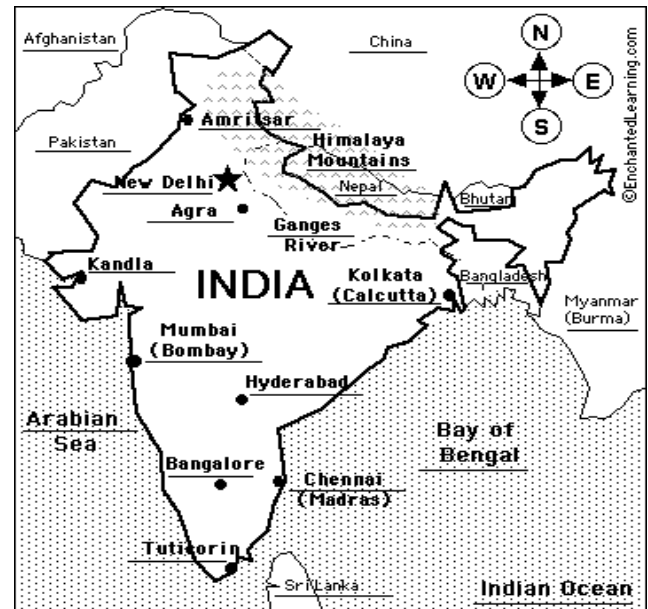 Afghanistan
China
N
W
E
S
©EnchantedLearning.com
Pakistan
Amritsar
Himalaya
Mountains
New Delhi
Nepal
Bhutan
Agra
Ganges
River
Kandla
INDIA
Kolkata
(Calcutta)
Bangladesh
Myanmar
(Burma)
Mumbai
(Bombay)
Hyderabad
Arabian
Sea
Bay of
Bengal
Bangalore
Chennai
(Madras)
Tuticorin
Sri Lanka
Indian Ocean